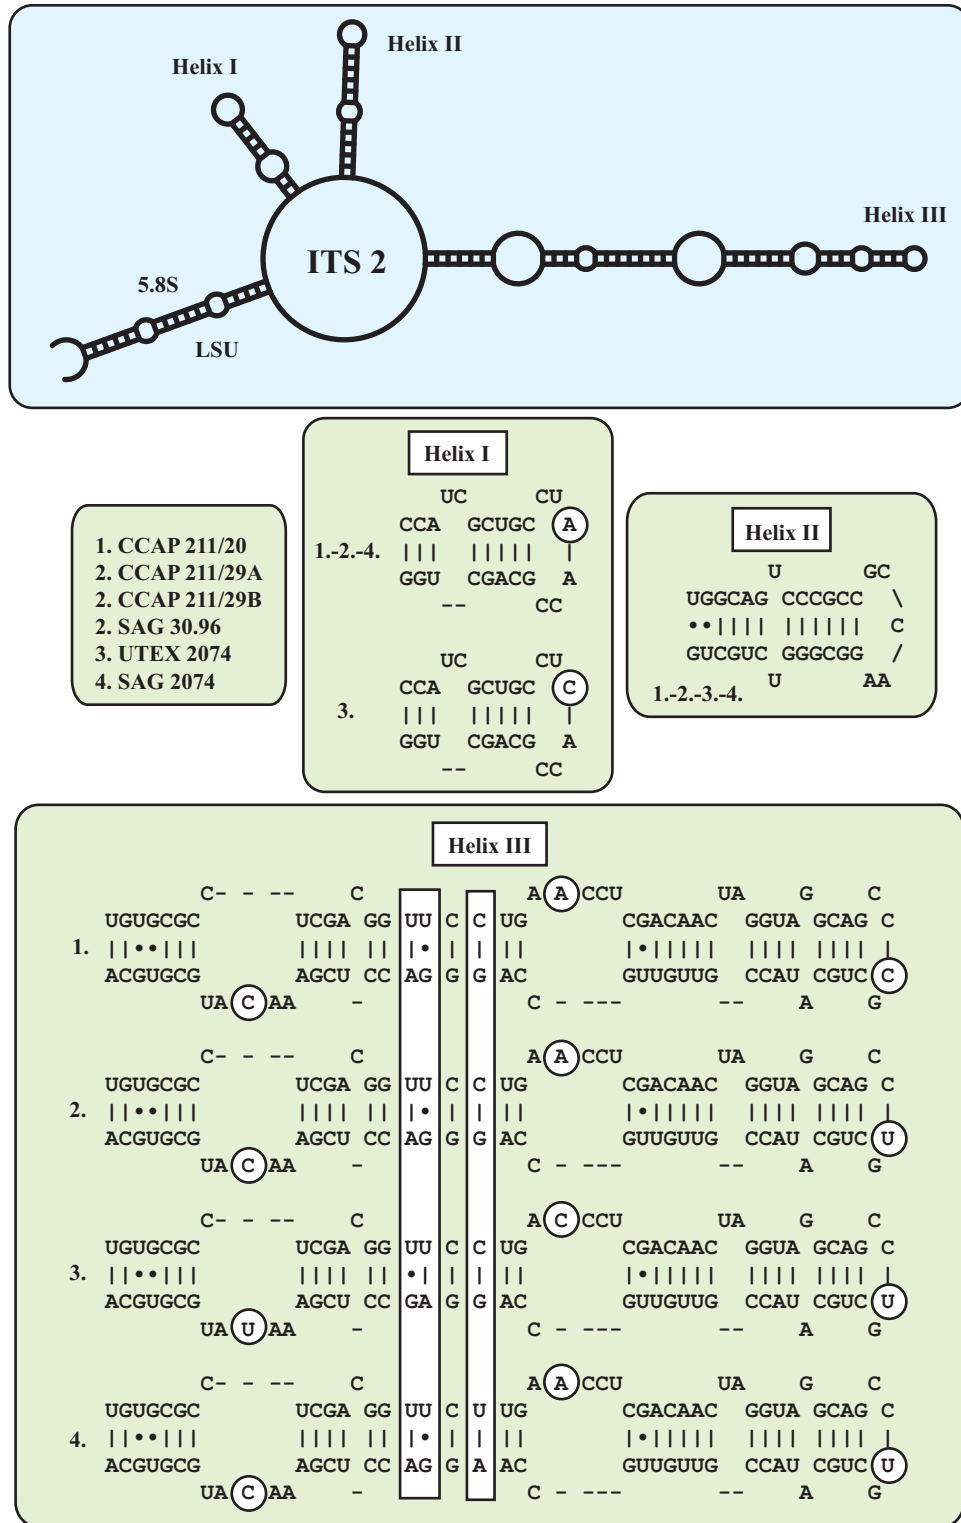 Helix II
Helix I
Helix III
ITS 2
5.8S
LSU
1. CCAP 211/20
2. CCAP 211/29A
2. CCAP 211/29B
2. SAG 30.96
3. UTEX 2074
4. SAG 2074
Helix I
UC CU
CCA GCUGC A
1.-2.-4. ||| ||||| |
GGU CGACG A
-- CC
UC CU
CCA GCUGC C
3. ||| ||||| |
GGU CGACG A
-- CC
Helix II
U GC
UGGCAG CCCGCC \
••|||| |||||| C
GUCGUC GGGCGG /
U AA
1.-2.-3.-4.
Helix III
C- - -- C A A CCU UA G C
UGUGCGC UCGA GG UU C C UG CGACAAC GGUA GCAG C
1. ||••||| |||| || |• | | || |•||||| |||| |||| |
ACGUGCG AGCU CC AG G G AC GUUGUUG CCAU CGUC C
UA C AA - C - ---- -- A G
C- - -- C A A CCU UA G C
UGUGCGC UCGA GG UU C C UG CGACAAC GGUA GCAG C
2. ||••||| |||| || |• | | || |•||||| |||| |||| |
ACGUGCG AGCU CC AG G G AC GUUGUUG CCAU CGUC U
UA C AA - C - ---- -- A G
C- - -- C A C CCU UA G C
UGUGCGC UCGA GG UU C C UG CGACAAC GGUA GCAG C
3. ||••||| |||| || •| | | || |•||||| |||| |||| |
ACGUGCG AGCU CC GA G G AC GUUGUUG CCAU CGUC U
UA U AA - C - ---- -- A G
C- - -- C A A CCU UA G C
UGUGCGC UCGA GG UU C U UG CGACAAC GGUA GCAG C
4. ||••||| |||| || |• | | || |•||||| |||| |||| |
ACGUGCG AGCU CC AG G A AC GUUGUUG CCAU CGUC U
UA C AA - C - ---- -- A G